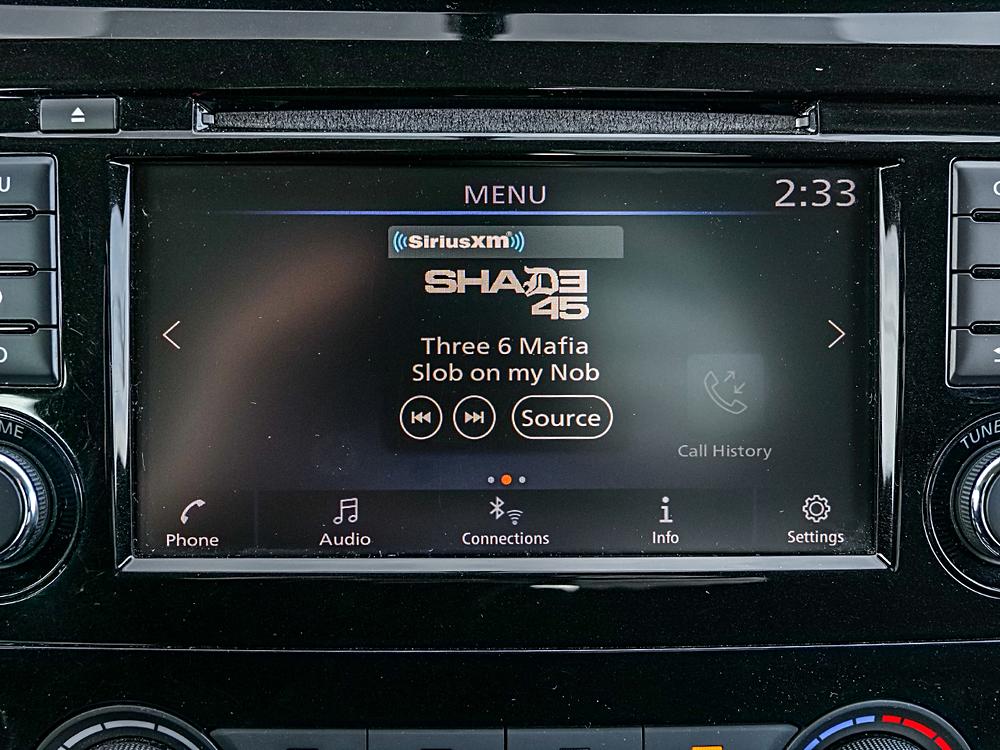 MENU
2:33
SiriusXM
SHADE
45
Three 6 Mafia
Slob on my Nob
Source
Call History
Phone
Audio
Connections
Info
Settings
TUNE